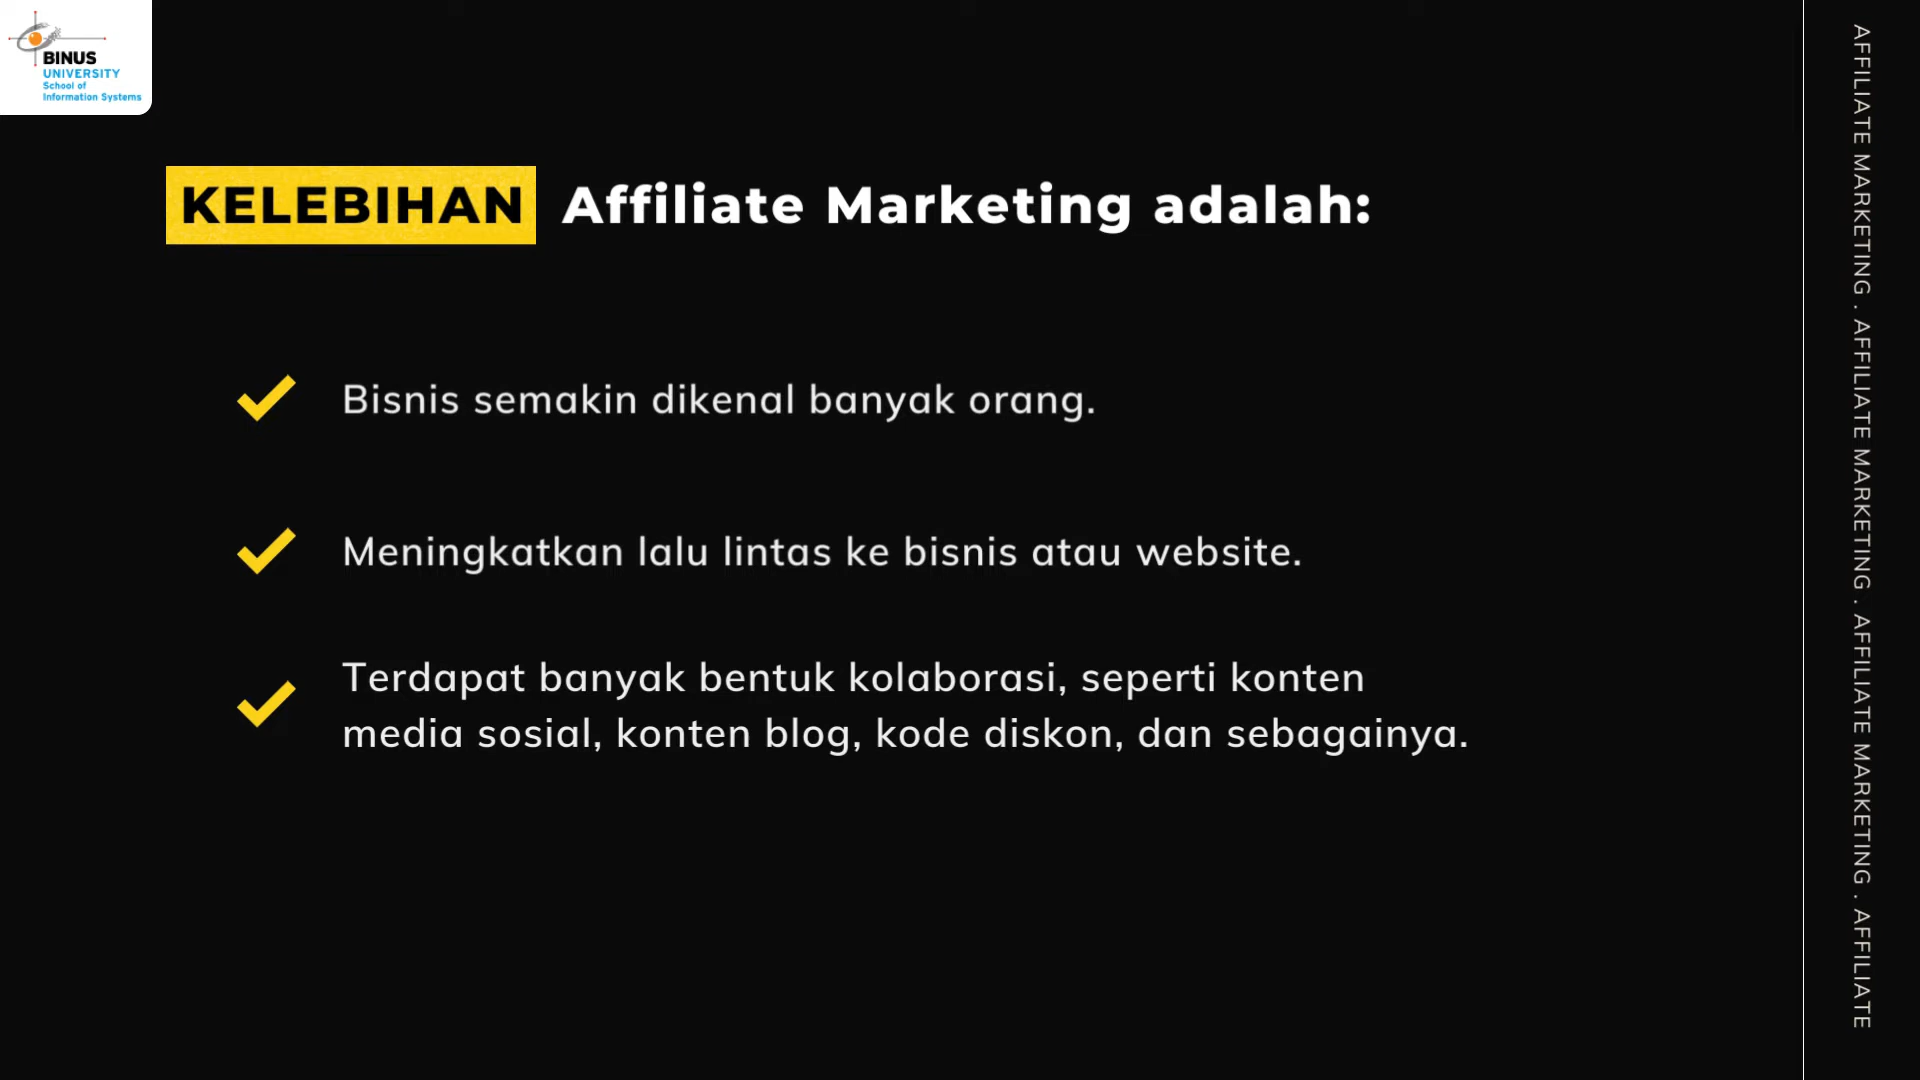 BINUS
UNIVERSITY
School of
Information Systems
KELEBIHAN Affiliate Marketing adalah:
Bisnis semakin dikenal banyak orang.
Meningkatkan lalu lintas ke bisnis atau website.
Terdapat banyak bentuk kolaborasi, seperti konten
media sosial, konten blog, kode diskon, dan sebagainya.
AFFILIATE MARKETING . AFFILIATE MARKETING . AFFILIATE MARKETING . AFFILIATE